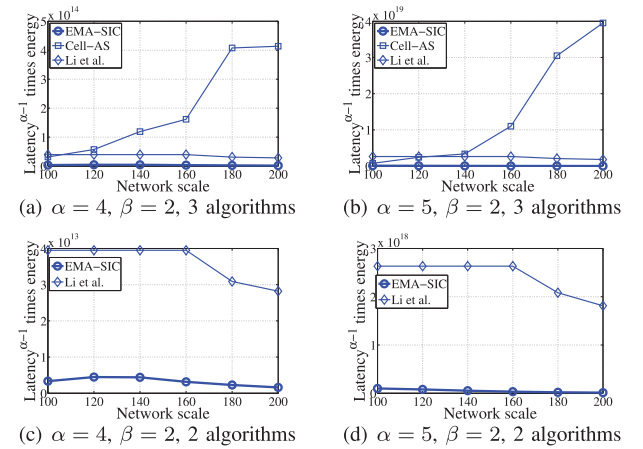 5 x 10^14
EMA−SIC
Cell−AS
Li et al.
Latency^α−1 times energy
4
3
2
1
0
100 120 140 160 180 200
Network scale
(a) α = 4, β = 2, 3 algorithms
4 x 10^19
EMA−SIC
Cell−AS
Li et al.
Latency^α−1 times energy
3
2
1
0
100 120 140 160 180 200
Network scale
(b) α = 5, β = 2, 3 algorithms
4 x 10^13
EMA−SIC
Li et al.
Latency^α−1 times energy
3
2
1
0
100 120 140 160 180 200
Network scale
(c) α = 4, β = 2, 2 algorithms
3 x 10^18
EMA−SIC
Li et al.
Latency^α−1 times energy
2
1
0
100 120 140 160 180 200
Network scale
(d) α = 5, β = 2, 2 algorithms